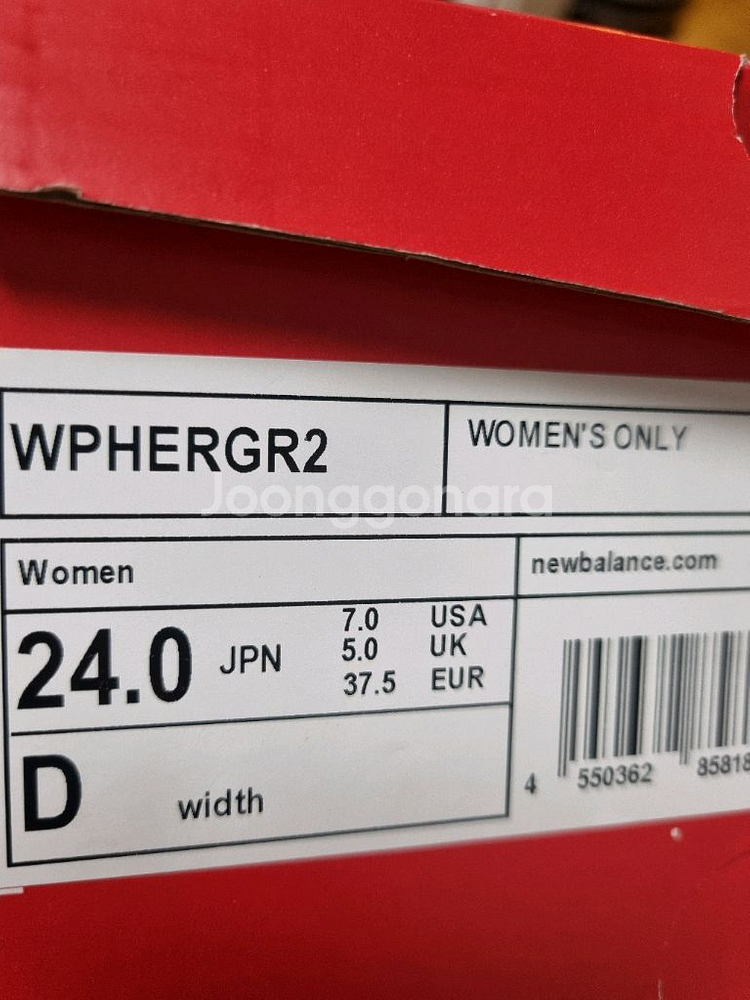 WPHERGR2
WOMEN'S ONLY
Joonggonara
Women
newbalance.com
24.0 JPN
7.0 USA
5.0 UK
37.5 EUR
D width
4 550362 85818